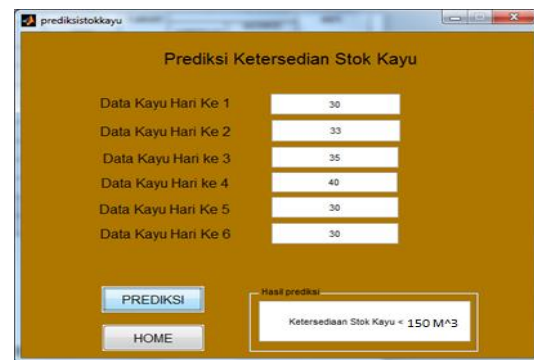 prediksistokkayu
Prediksi Ketersedian Stok Kayu
Data Kayu Hari Ke 1 30
Data Kayu Hari Ke 2 33
Data Kayu Hari ke 3 35
Data Kayu Hari ke 4 40
Data Kayu Hari Ke 5 30
Data Kayu Hari Ke 6 30
PREDIKSI
HOME
Hasil prediksi
Ketersediaan Stok Kayu < 150 M^3